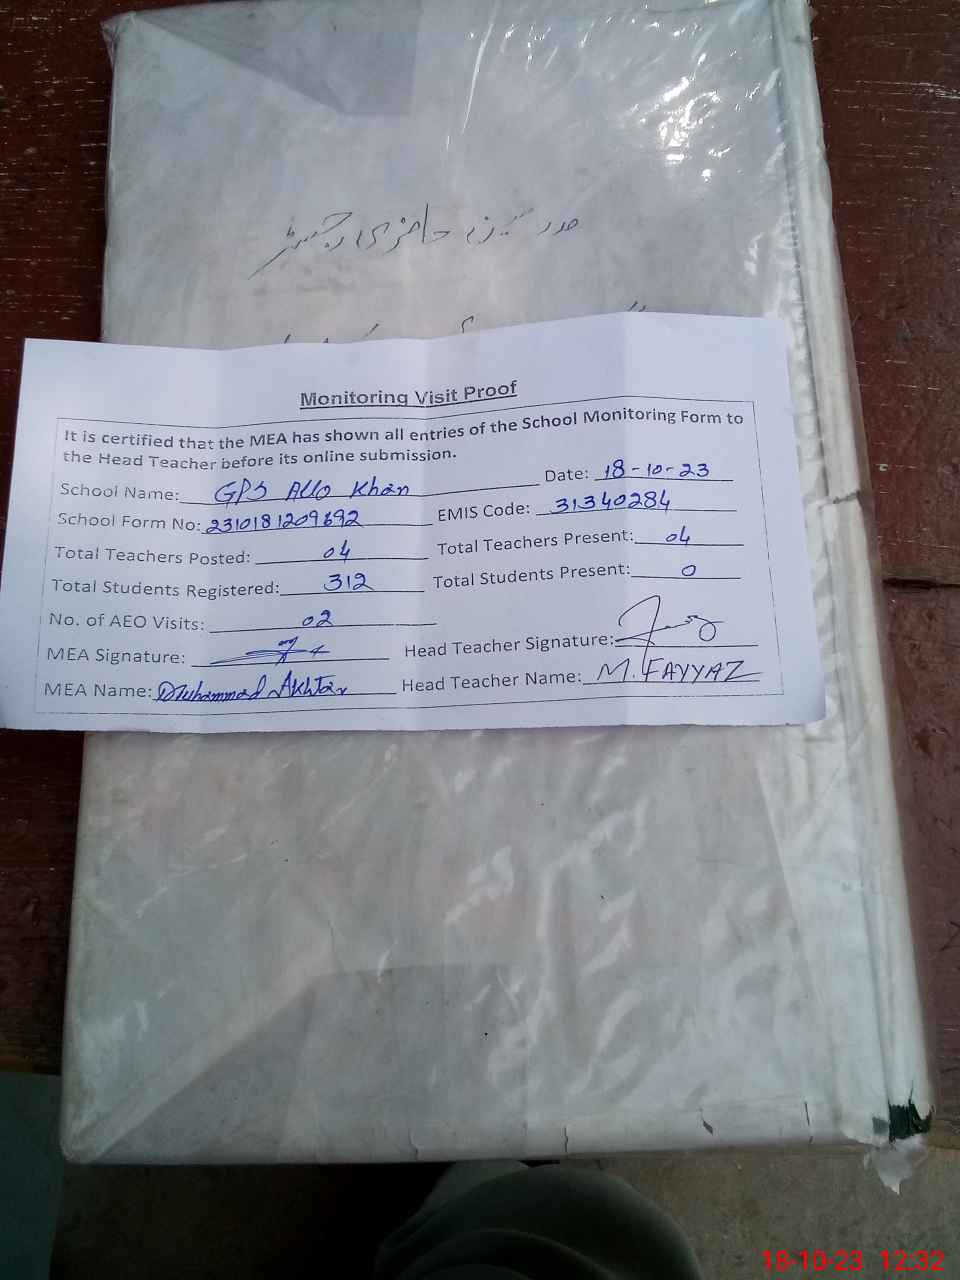 مدرسین حاضری رجسٹر
Monitoring Visit Proof
It is certified that the MEA has shown all entries of the School Monitoring Form to
the Head Teacher before its online submission.
School Name: GPS Allo Khan Date: 18-10-23
School Form No: 2310181209692 EMIS Code: 31340284
Total Teachers Posted: 04 Total Teachers Present: 04
Total Students Registered: 312 Total Students Present: 0
No. of AEO Visits: 02
MEA Signature: Head Teacher Signature:
MEA Name: Muhammad Akhtar Head Teacher Name: M. FAYYAZ
18-10-23 12:32